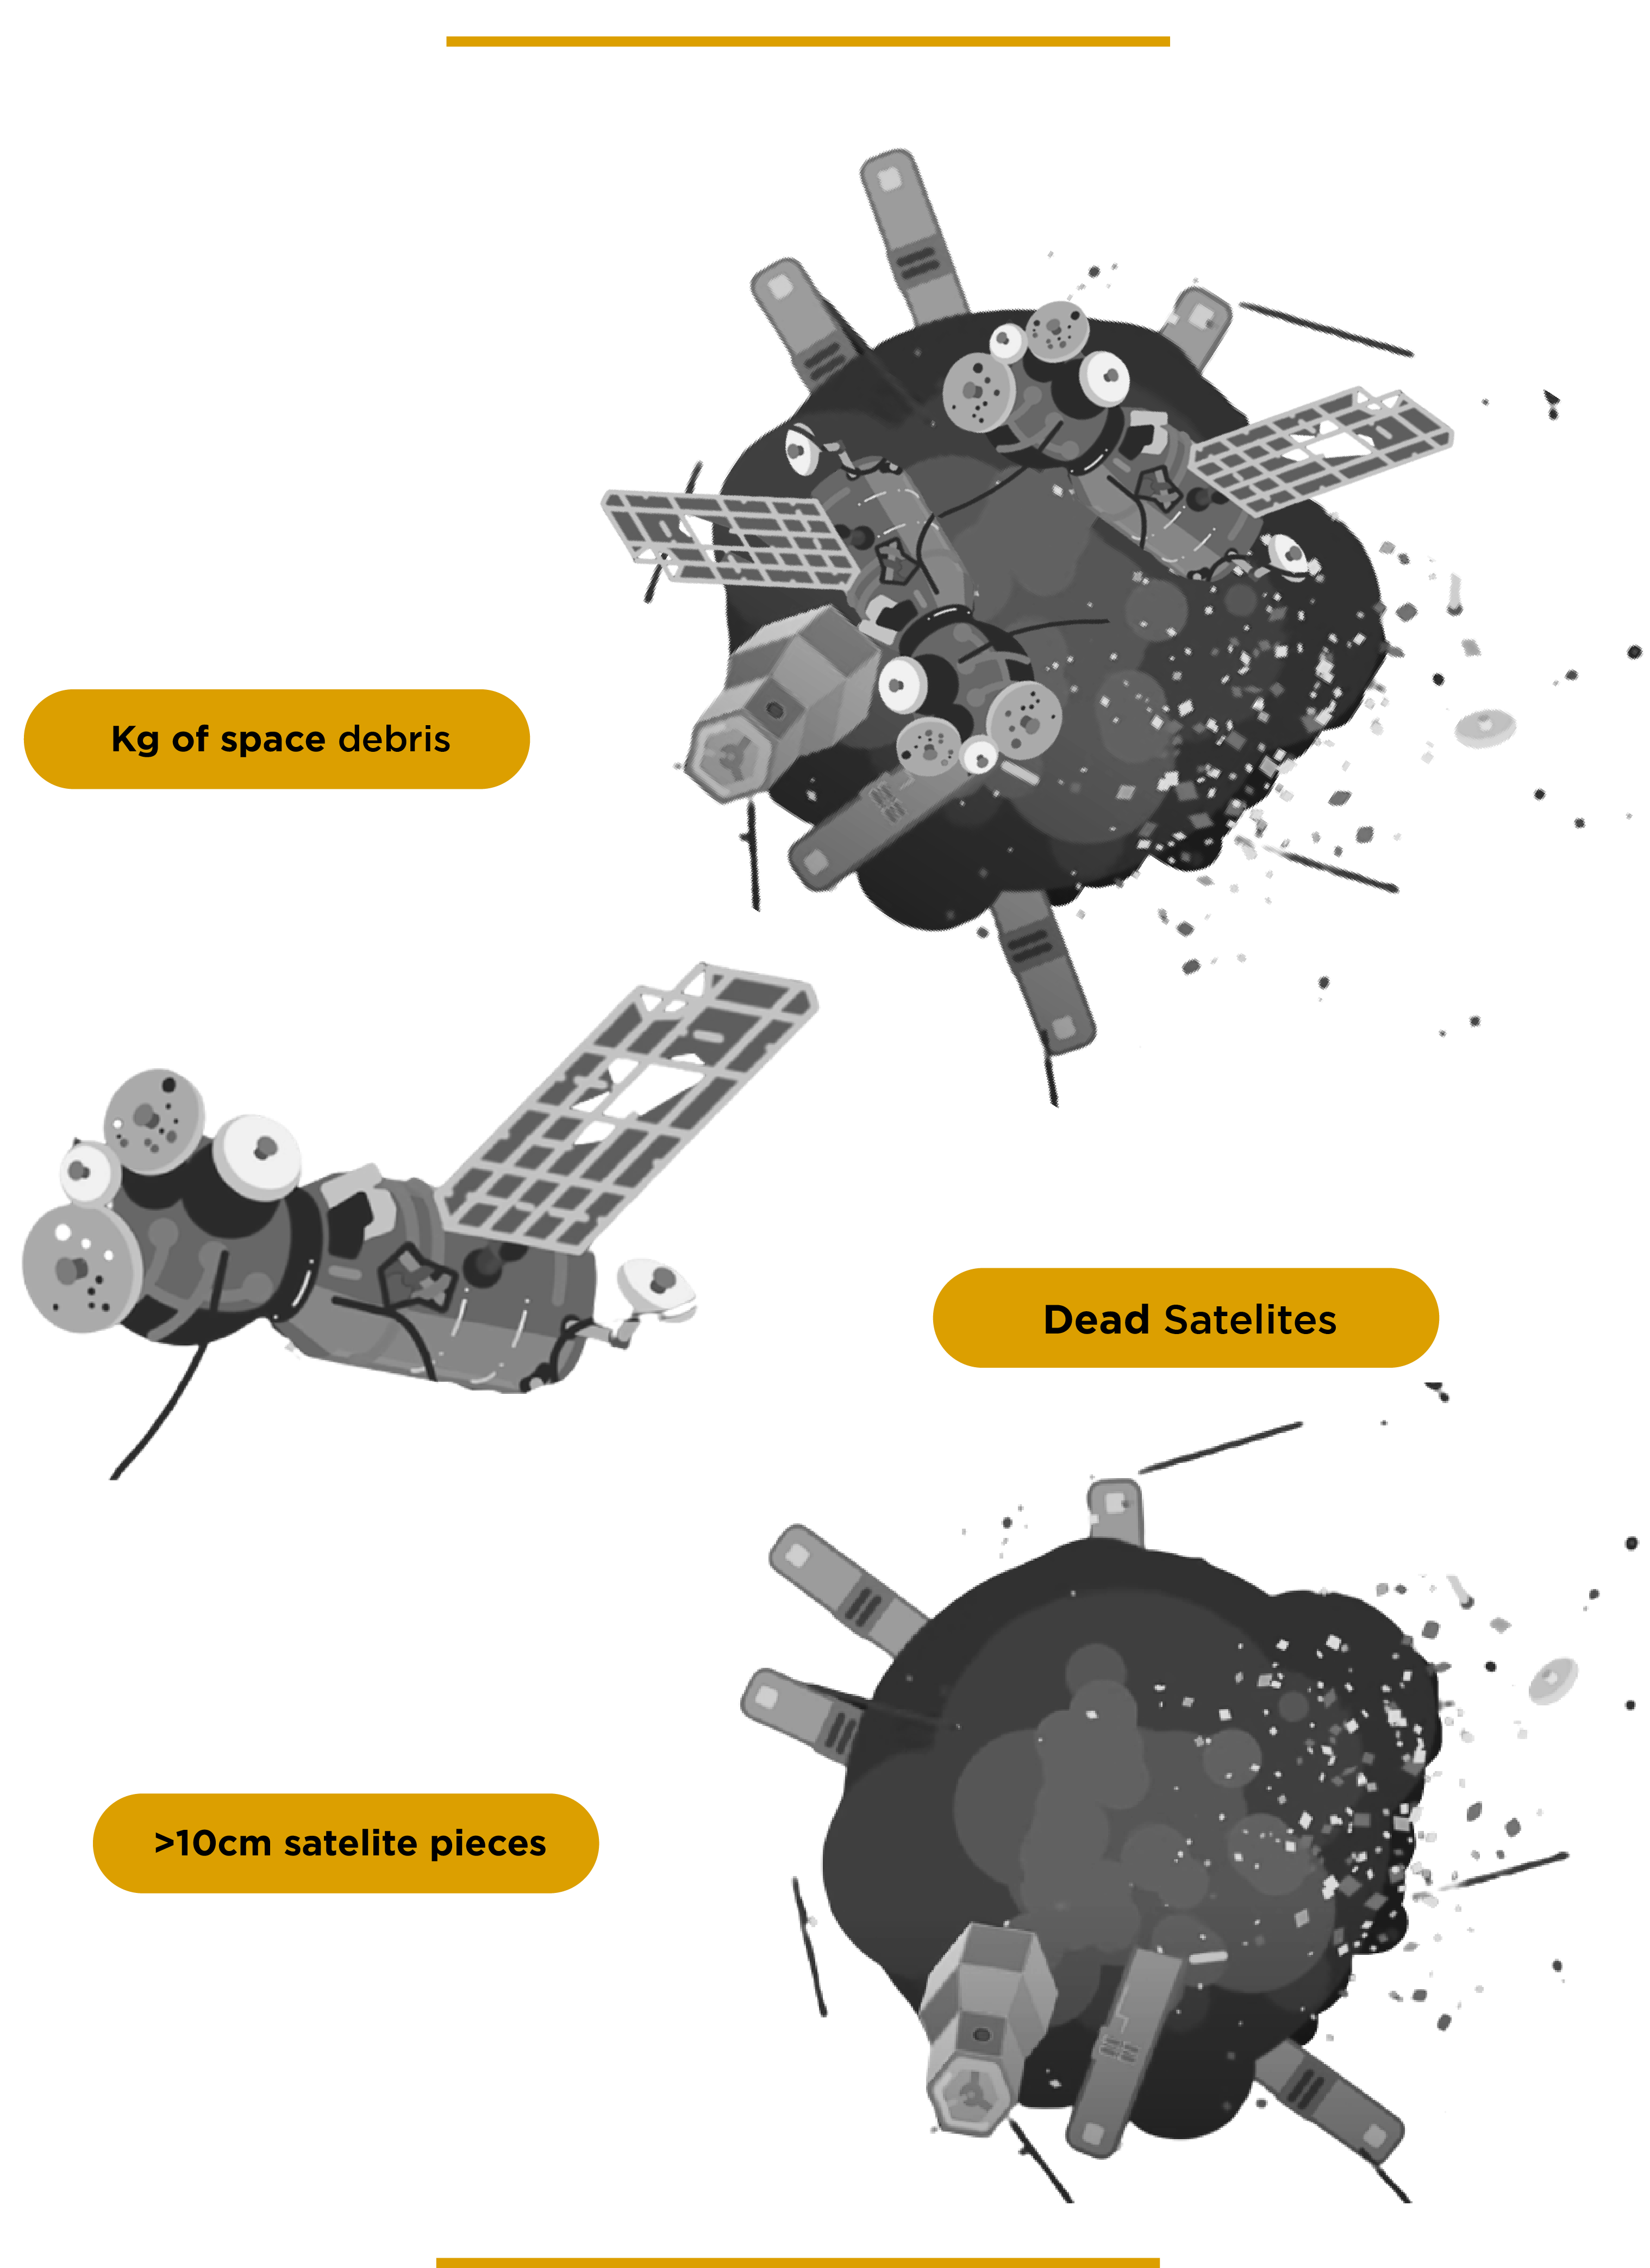 Kg of space debris
Dead Satelites
>10cm satelite pieces